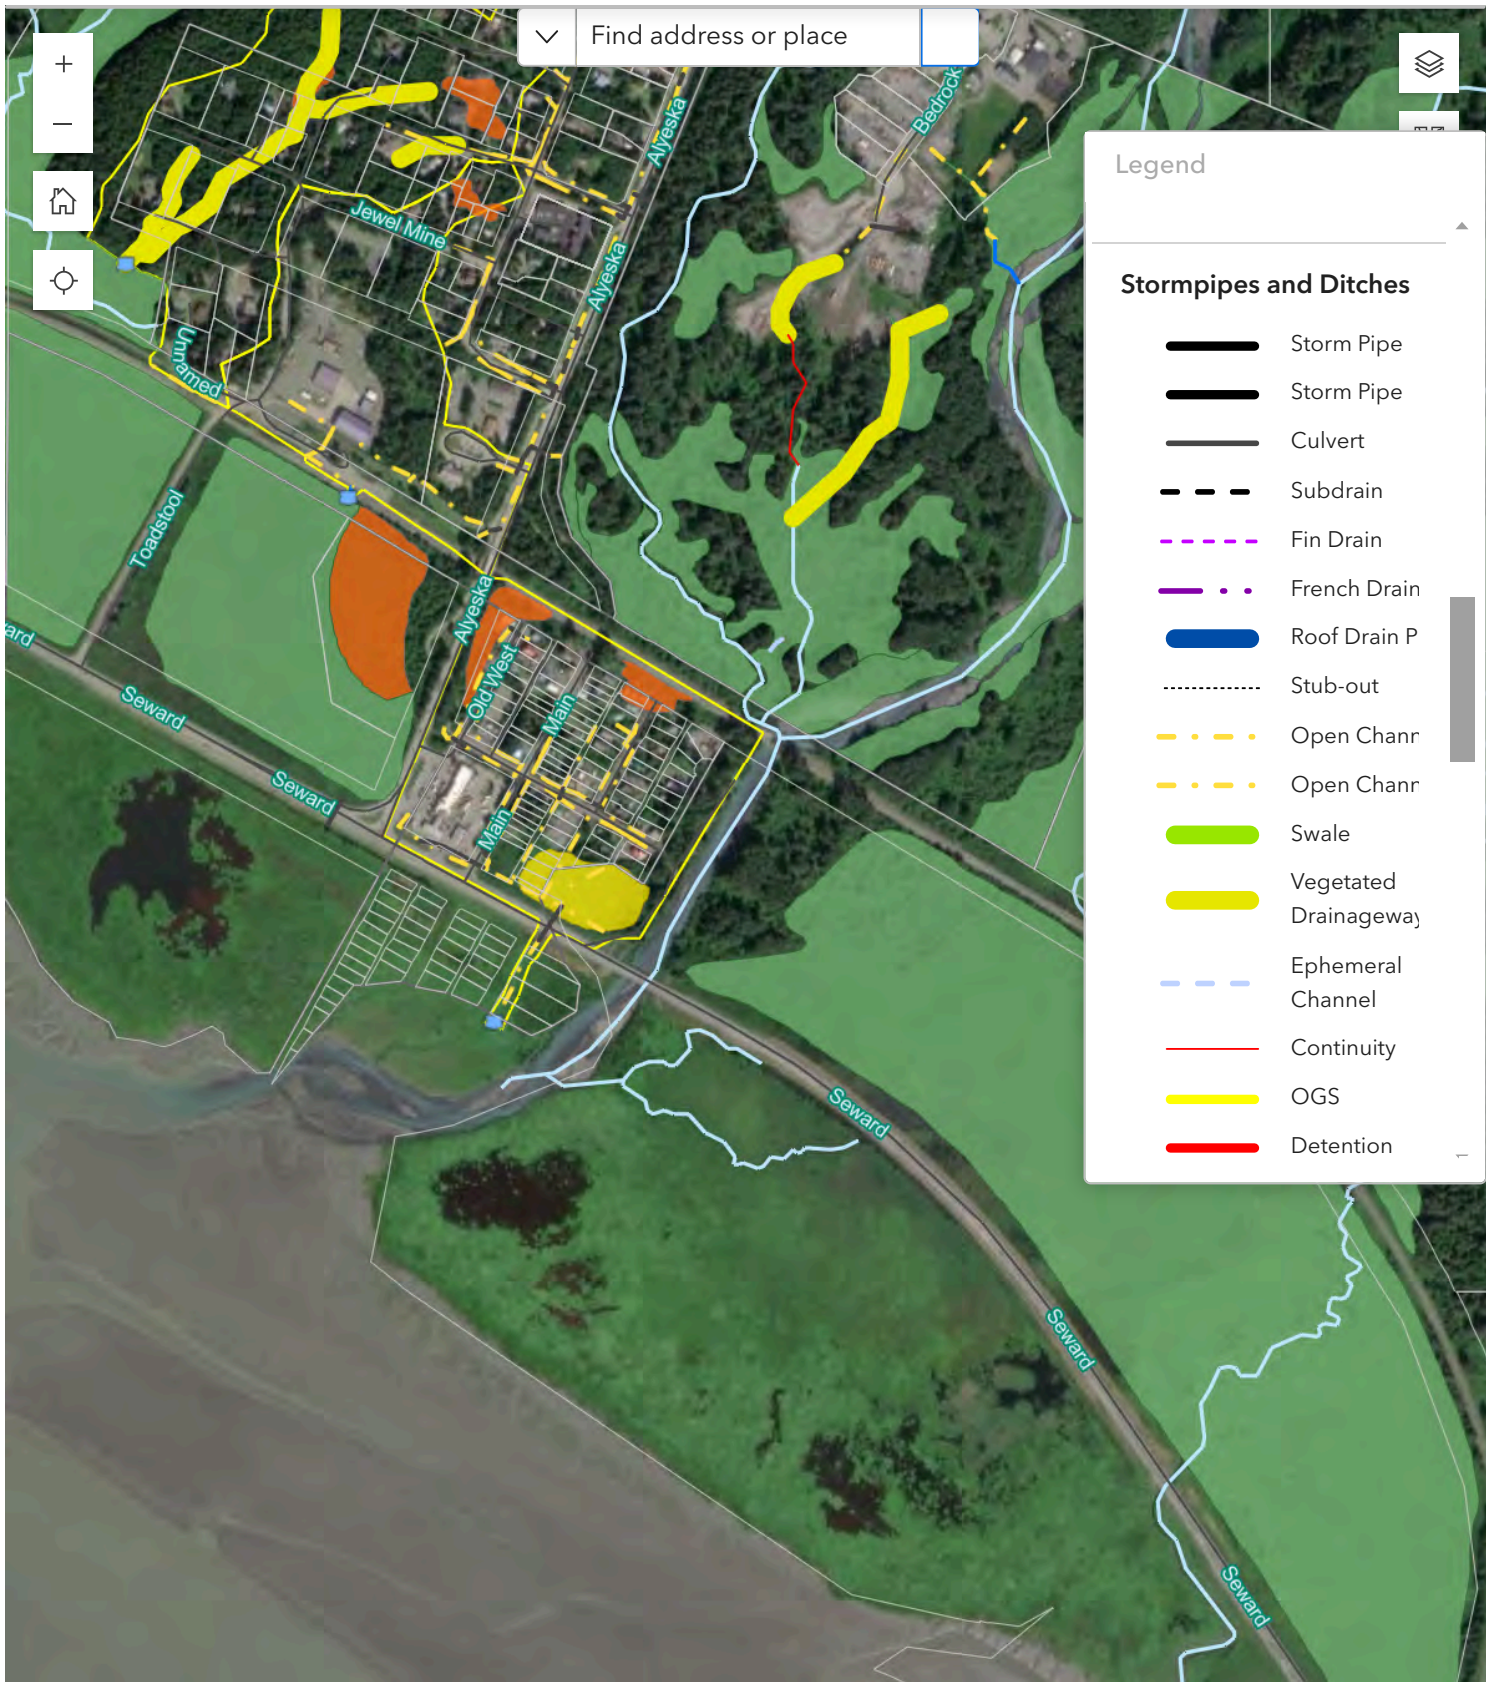 Find address or place
Bedrock
Alyeska
Legend
Jewel Mine
Alyeska
Stormpipes and Ditches
Storm Pipe
Unnamed
Storm Pipe
Culvert
Subdrain
Toadstool
Fin Drain
Alyeska
French Drain
ard
Roof Drain P
Old West
Seward
Main
Stub-out
Open Chann
Seward
Open Chann
Main
Swale
Vegetated
Drainageway
Ephemeral
Channel
Continuity
Seward
OGS
Detention
Seward
Seward